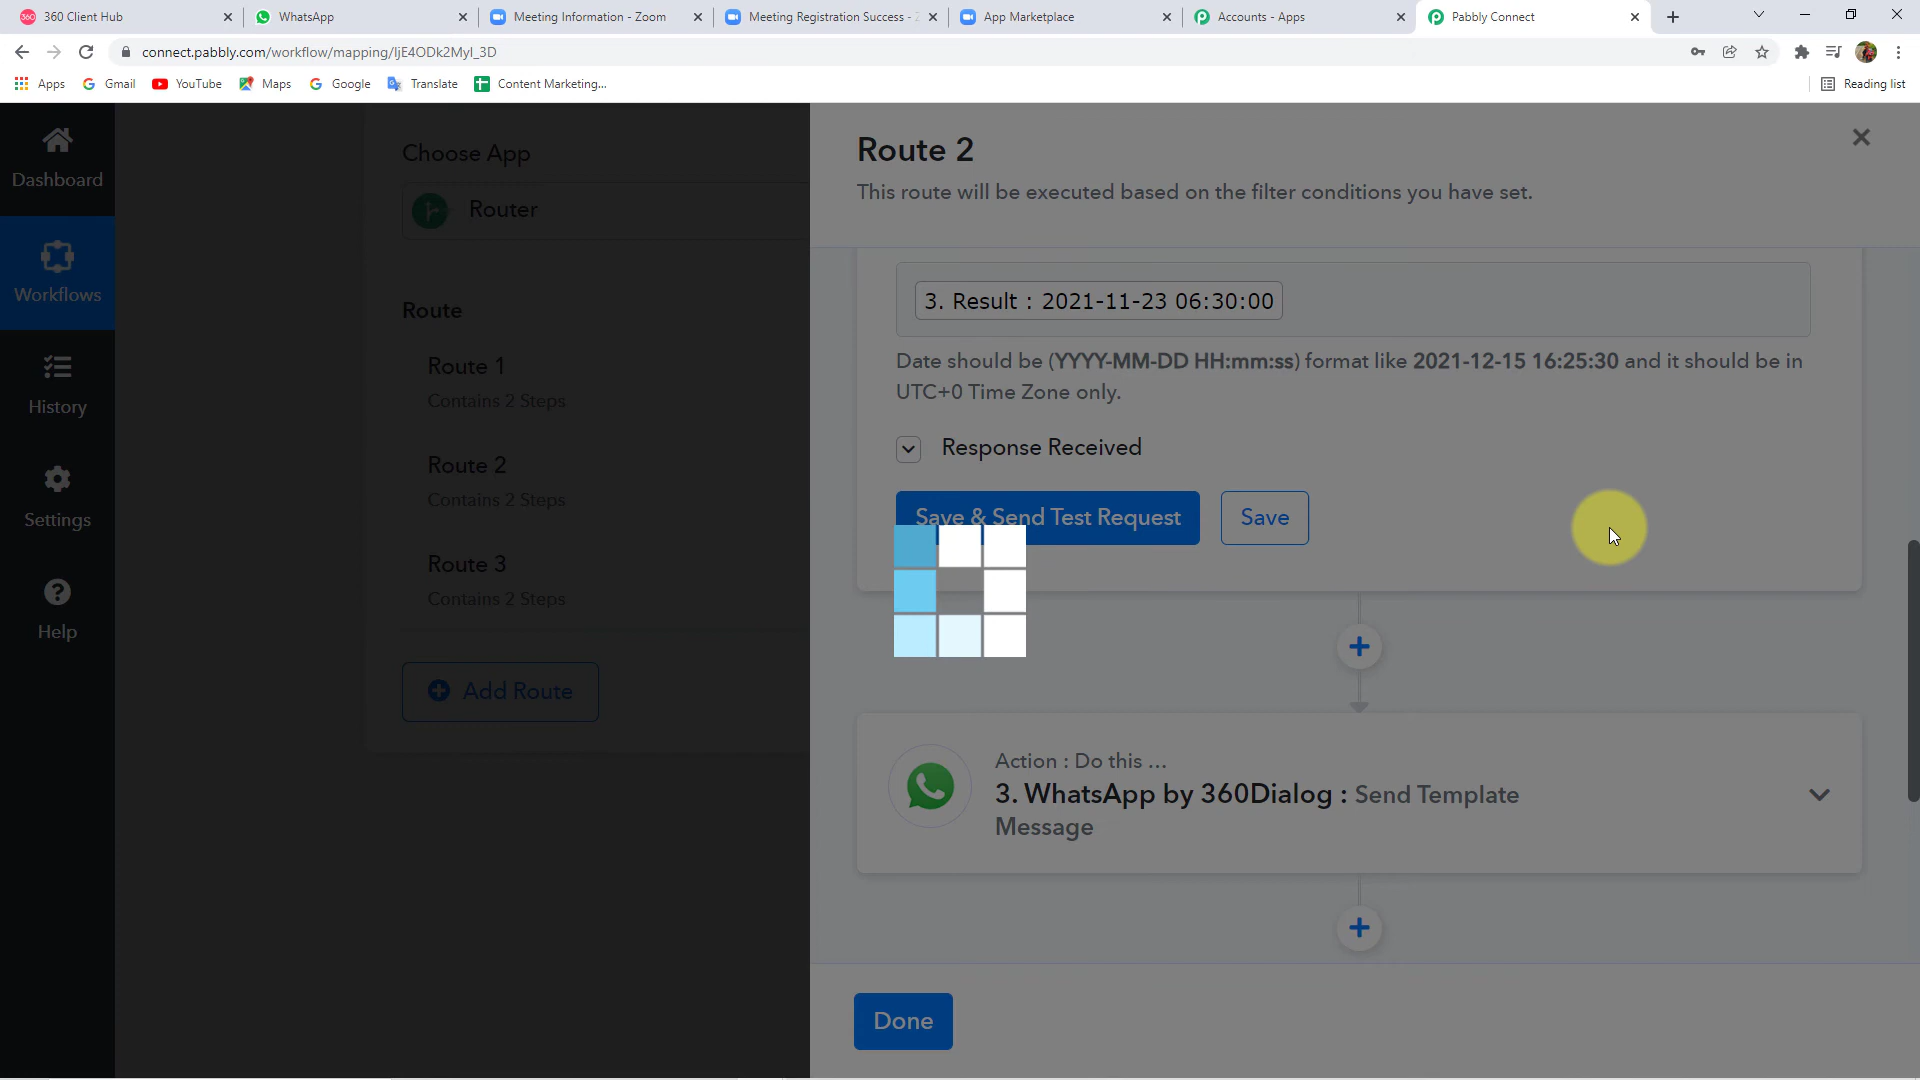 360 Client Hub
WhatsApp
Meeting Information - Zoom
Meeting Registration Success -
App Marketplace
Accounts - Apps
Pabbly Connect
connect.pabbly.com/workflow/mapping/IjE4ODk2MyI_3D
Apps
Gmail
YouTube
Maps
Google
Translate
Content Marketing...
Reading list
Dashboard
Workflows
History
Settings
Help
Choose App
Router
Route
Route 1
Contains 2 Steps
Route 2
Contains 2 Steps
Route 3
Contains 2 Steps
Add Route
Route 2
This route will be executed based on the filter conditions you have set.
3. Result : 2021-11-23 06:30:00
Date should be (YYYY-MM-DD HH:mm:ss) format like 2021-12-15 16:25:30 and it should be in
UTC+0 Time Zone only.
Response Received
Save & Send Test Request
Save
Action : Do this ...
3. WhatsApp by 360Dialog : Send Template
Message
Done